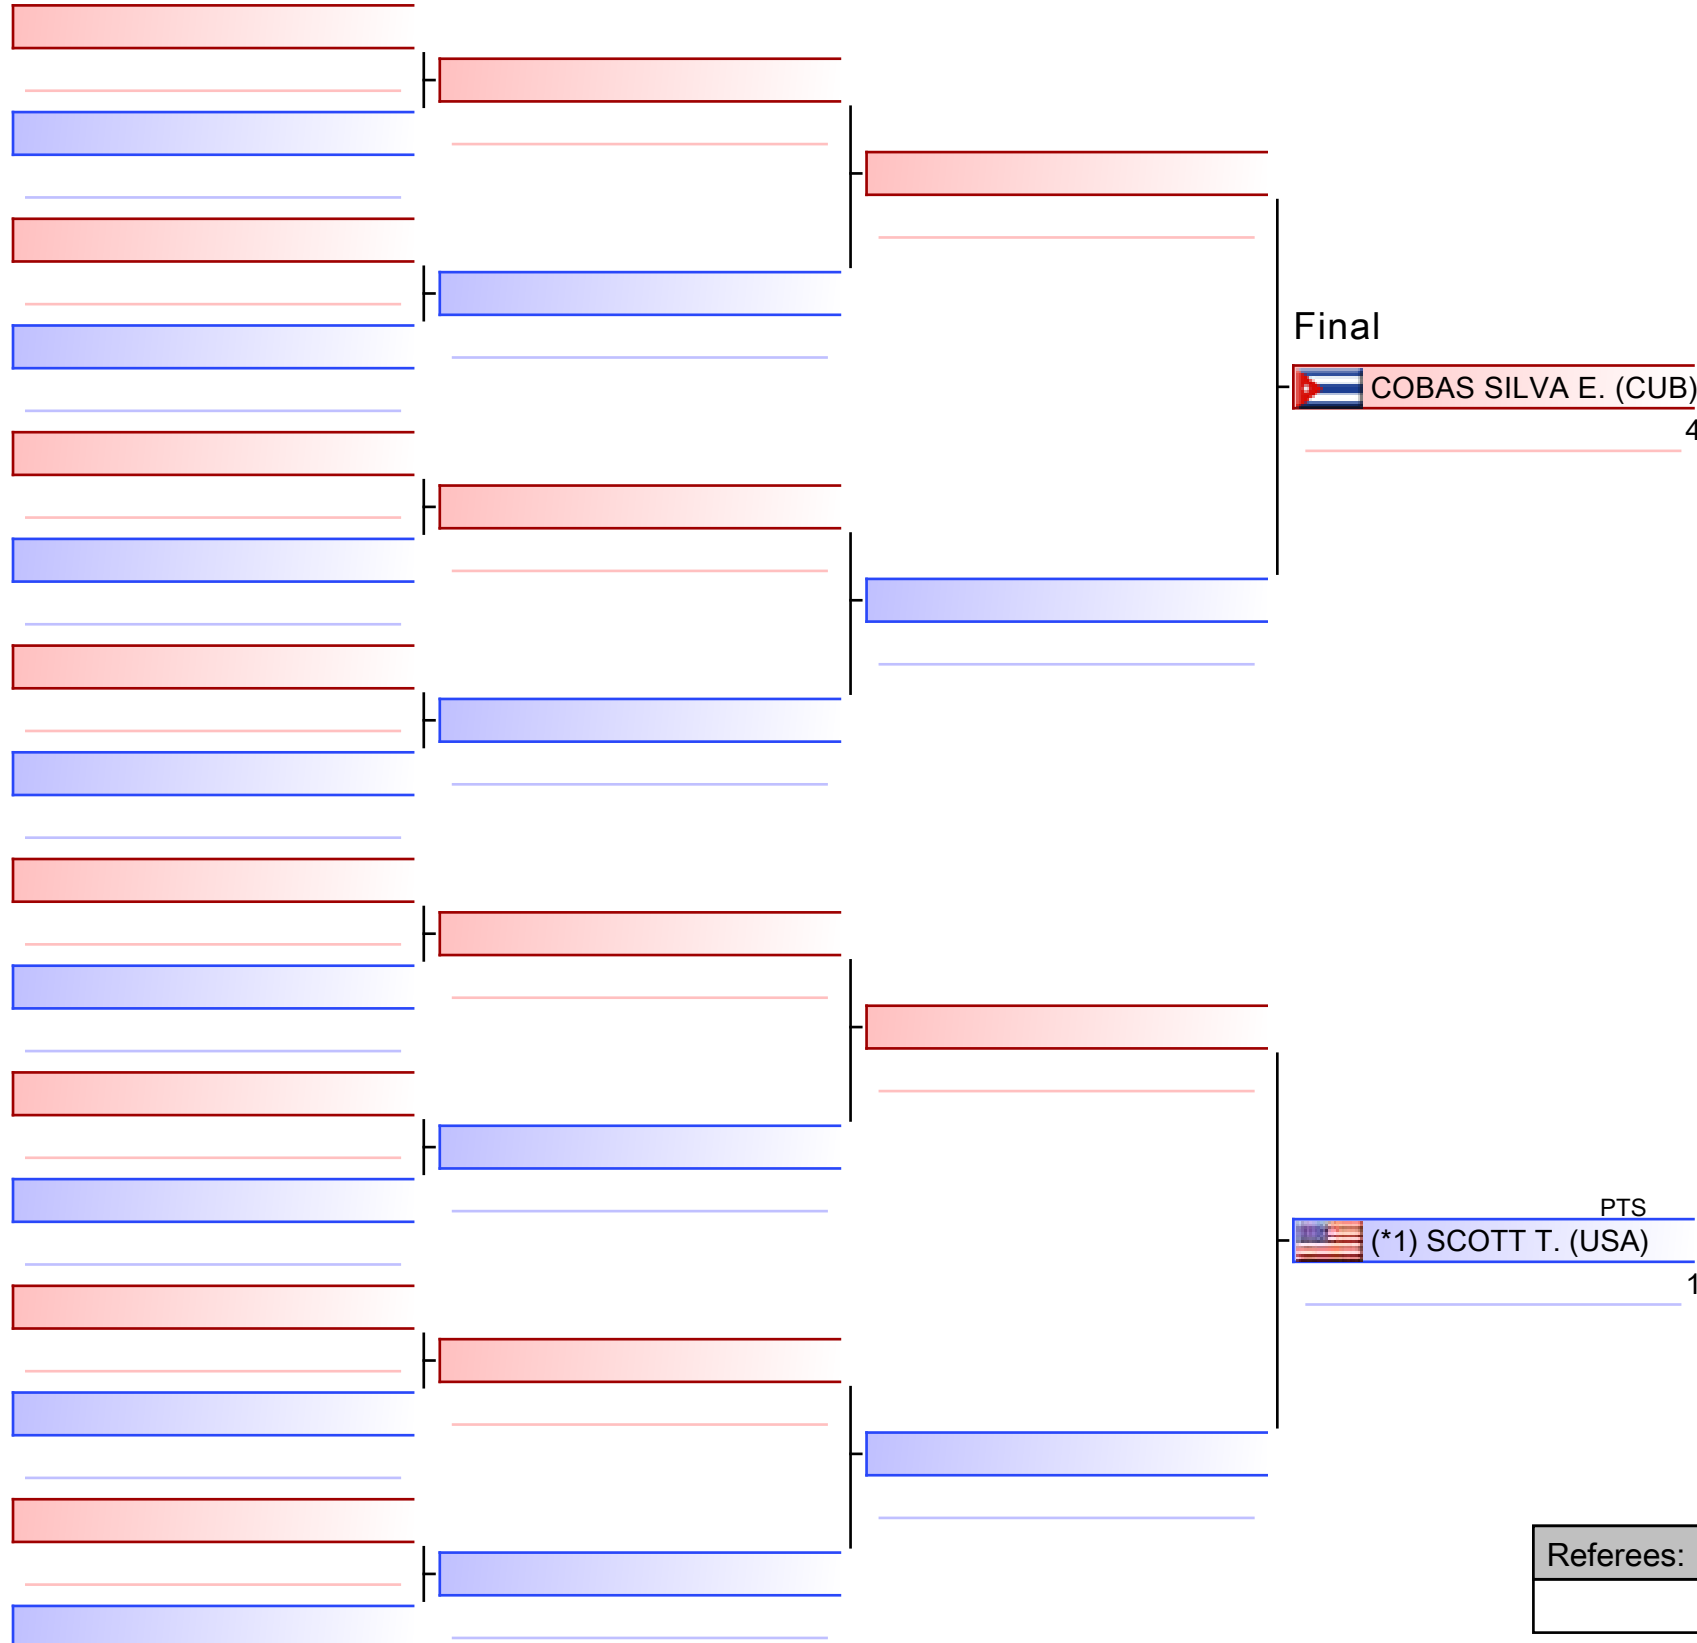 Final
COBAS SILVA E. (CUB)
4
PTS
(*1) SCOTT T. (USA)
1
Referees: